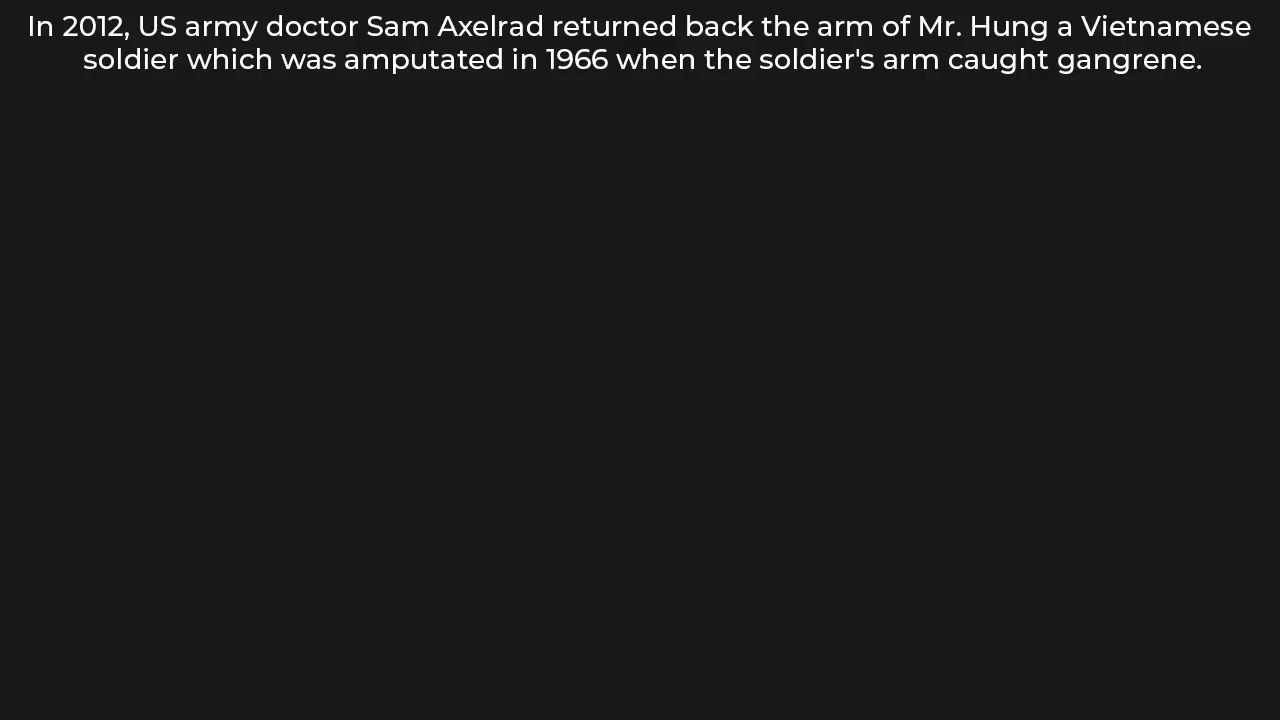 In 2012, US army doctor Sam Axelrad returned back the arm of Mr. Hung a Vietnamese
soldier which was amputated in 1966 when the soldier's arm caught gangrene.